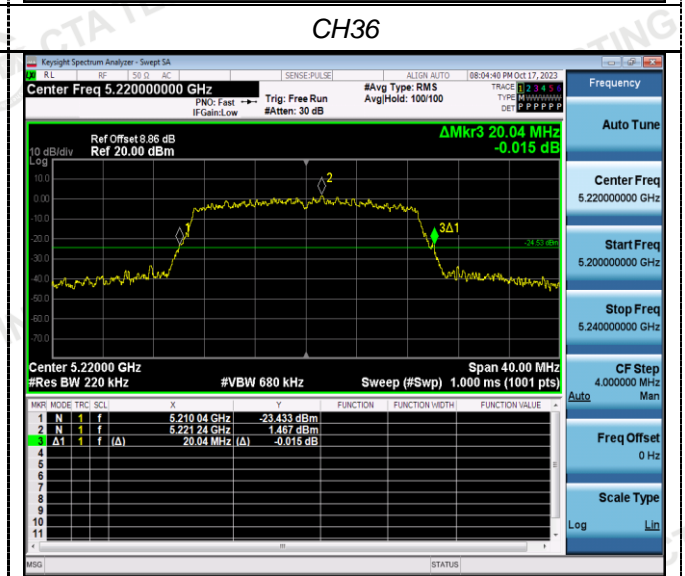 CTA TE
TING
CH36
Keysight Spectrum Analyzer - Swept SA
RL RF 50 Ω AC SENSE:PULSE ALIGN AUTO 08:04:40 PM Oct 17, 2023
Center Freq 5.220000000 GHz
PNO: Fast
IFGain:Low
Trig: Free Run
#Atten: 30 dB
#Avg Type: RMS
Avg|Hold: 100/100
TRACE 1 2 3 4 5 6
TYPE M WWWWW
DET P P P P P P
Ref Offset 8.86 dB
Ref 20.00 dBm
ΔMkr3 20.04 MHz
-0.015 dB
10 dB/div
Log
10.0
0.00
-10.0
-20.0
-30.0
-40.0
-50.0
-60.0
-70.0
1
2
3Δ1
-24.53 dBm
Center 5.22000 GHz
Span 40.00 MHz
#Res BW 220 kHz
#VBW 680 kHz
Sweep (#Swp) 1.000 ms (1001 pts)
MKR MODE TRC SCL X Y FUNCTION FUNCTION WIDTH FUNCTION VALUE
1 N 1 f 5.210 04 GHz -23.433 dBm
2 N 1 f 5.221 24 GHz 1.467 dBm
3 Δ1 1 f (Δ) 20.04 MHz (Δ) -0.015 dB
4
5
6
7
8
9
10
11
MSG
STATUS
Frequency
Auto Tune
Center Freq
5.220000000 GHz
Start Freq
5.200000000 GHz
Stop Freq
5.240000000 GHz
CF Step
4.000000 MHz
Auto Man
Freq Offset
0 Hz
Scale Type
Log Lin